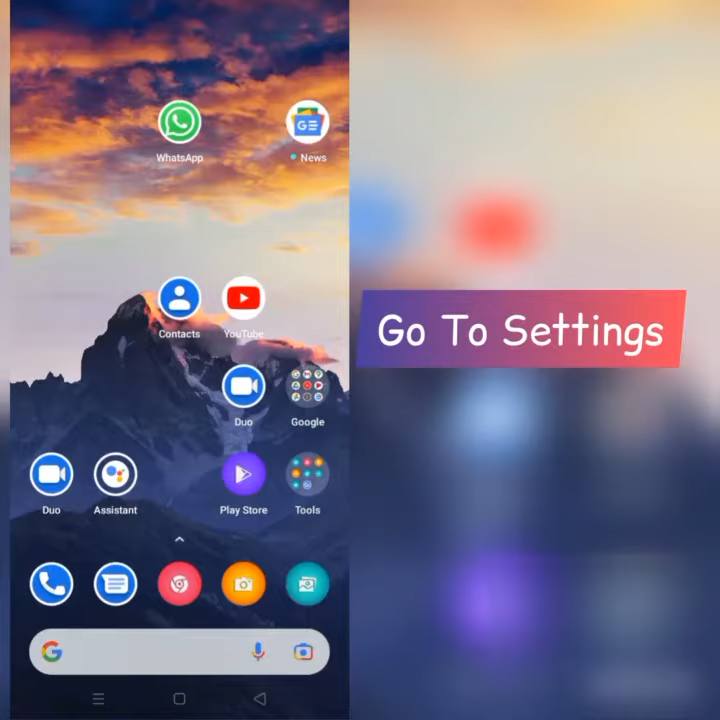 WhatsApp
News
Contacts
YouTube
Duo
Google
Duo
Assistant
Play Store
Tools
Go To Settings